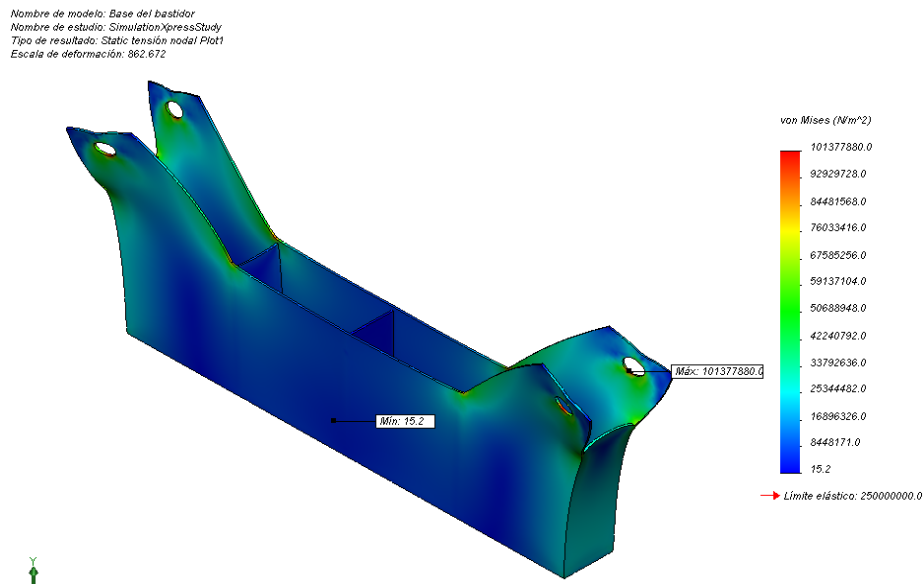 Nombre de modelo: Base del bastidor
Nombre de estudio: SimulationXpressStudy
Tipo de resultado: Static tensión nodal Plot1
Escala de deformación: 862.672
von Mises (N/m^2)
101377880.0
92929728.0
84481568.0
76033416.0
67585256.0
59137104.0
50688948.0
42240792.0
33792636.0
25344482.0
16896326.0
8448171.0
15.2
Límite elástico: 250000000.0
Máx: 101377880.0
Mín: 15.2
Y